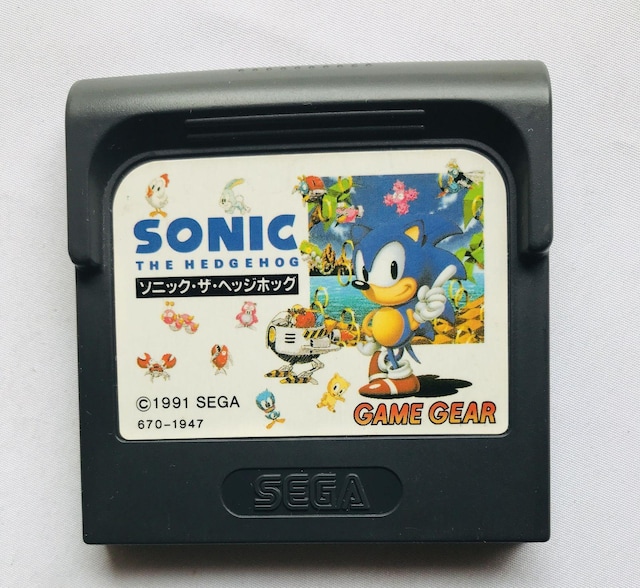 SONIC
THE HEDGEHOG
ソニック・ザ・ヘッジホッグ
©1991 SEGA
670-1947
GAME GEAR
SEGA